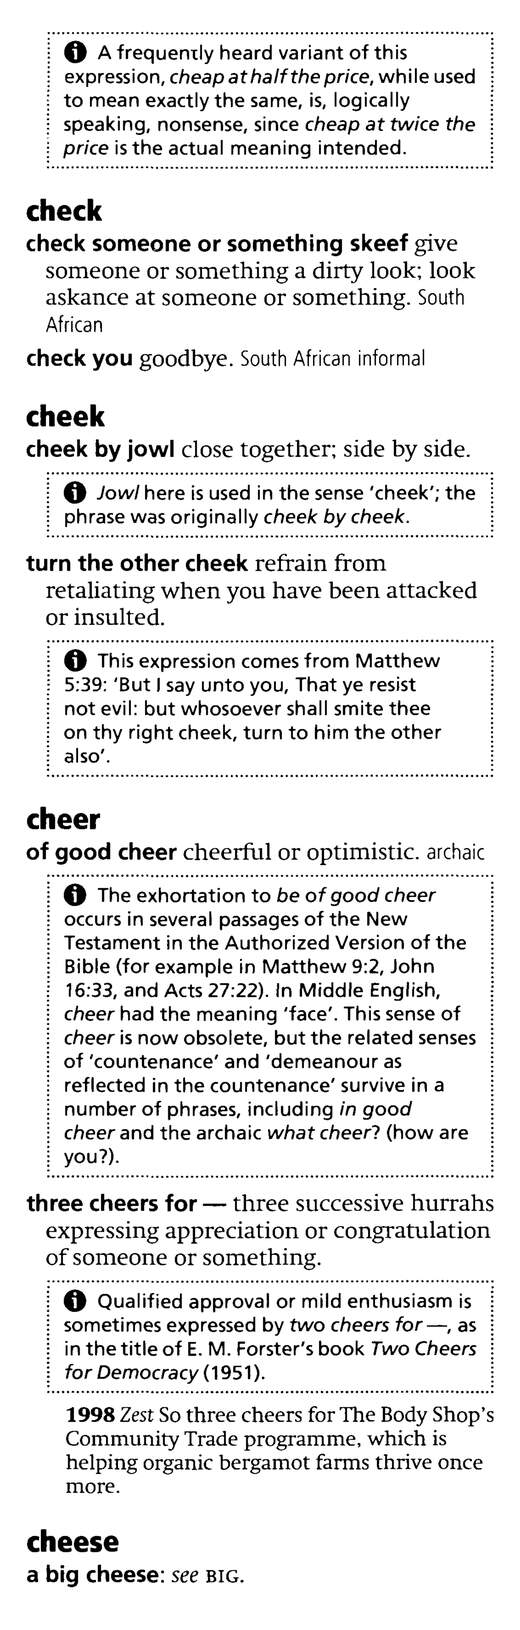 A frequently heard variant of this
expression, cheap at half the price, while used
to mean exactly the same, is, logically
speaking, nonsense, since cheap at twice the
price is the actual meaning intended.
check
check someone or something skeef give
someone or something a dirty look; look
askance at someone or something. South
African
check you goodbye. South African informal
cheek
cheek by jowl close together; side by side.
Jowl here is used in the sense 'cheek'; the
phrase was originally cheek by cheek.
turn the other cheek refrain from
retaliating when you have been attacked
or insulted.
This expression comes from Matthew
5:39: 'But I say unto you, That ye resist
not evil: but whosoever shall smite thee
on thy right cheek, turn to him the other
also'.
cheer
of good cheer cheerful or optimistic. archaic
The exhortation to be of good cheer
occurs in several passages of the New
Testament in the Authorized Version of the
Bible (for example in Matthew 9:2, John
16:33, and Acts 27:22). In Middle English,
cheer had the meaning 'face'. This sense of
cheer is now obsolete, but the related senses
of 'countenance' and 'demeanour as
reflected in the countenance' survive in a
number of phrases, including in good
cheer and the archaic what cheer? (how are
you?).
three cheers for — three successive hurrahs
expressing appreciation or congratulation
of someone or something.
Qualified approval or mild enthusiasm is
sometimes expressed by two cheers for —, as
in the title of E. M. Forster's book Two Cheers
for Democracy (1951).
1998 Zest So three cheers for The Body Shop's
Community Trade programme, which is
helping organic bergamot farms thrive once
more.
cheese
a big cheese: see BIG.